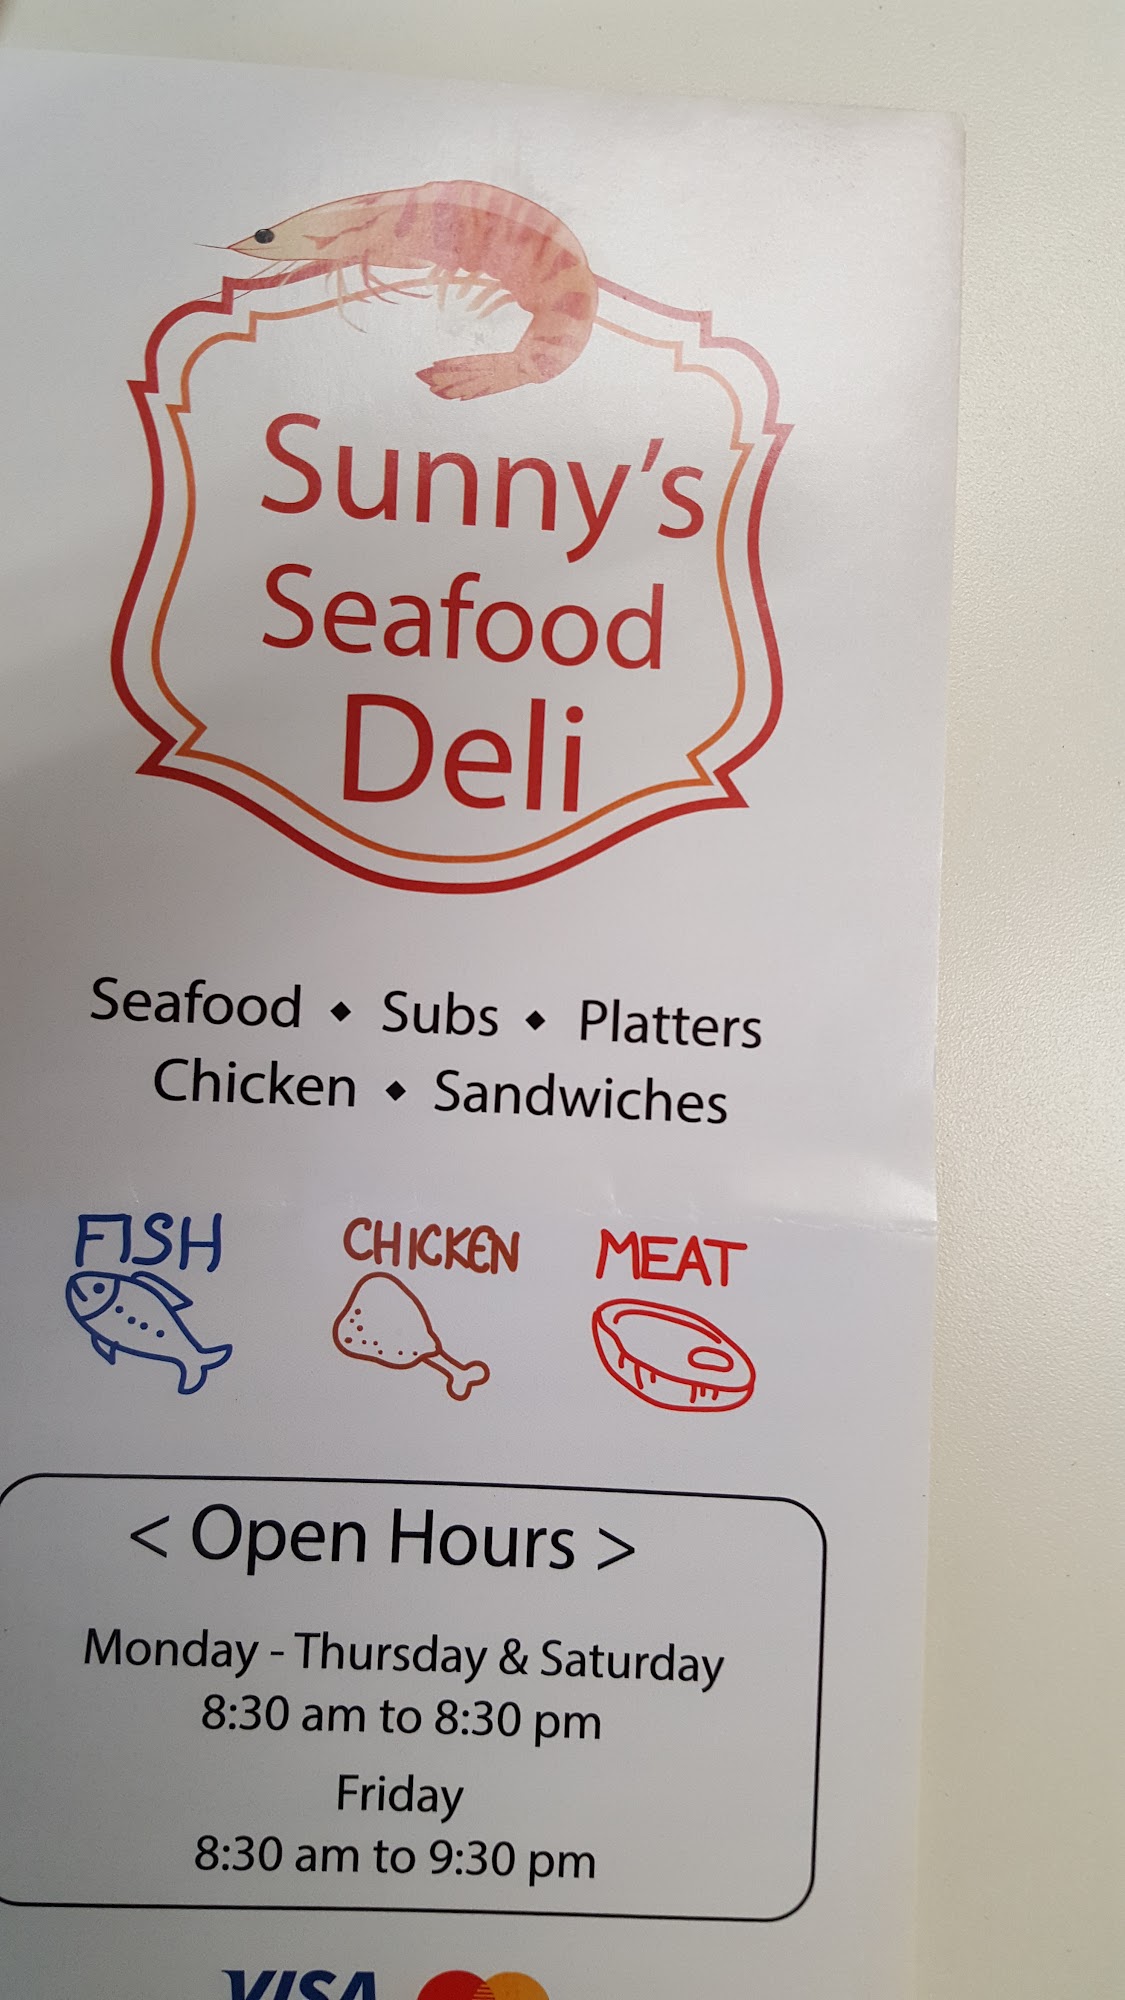 Sunny's
Seafood
Deli
Seafood ◆ Subs ◆ Platters
Chicken ◆ Sandwiches
FISH CHICKEN MEAT
< Open Hours >
Monday - Thursday & Saturday
8:30 am to 8:30 pm
Friday
8:30 am to 9:30 pm
VISA